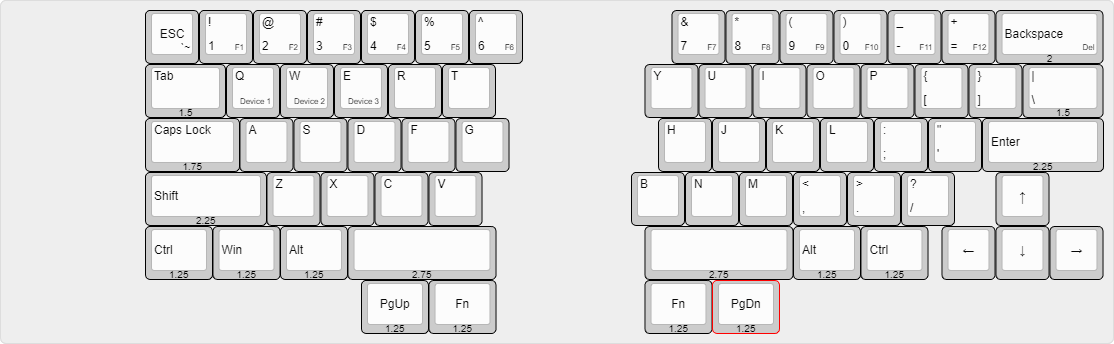 ESC ! @ # $ % ^ & * ( ) _ + Backspace
`~ 1 F1 2 F2 3 F3 4 F4 5 F5 6 F6 7 F7 8 F8 9 F9 0 F10 - F11 = F12 Del
2
Tab Q W E R T Y U I O P { } |
Device 1 Device 2 Device 3 [ ] \
1.5 1.5
Caps Lock A S D F G H J K L : " Enter
; '
1.75 2.25
Shift Z X C V B N M < > ? ↑
, . /
2.25
Ctrl Win Alt Alt Ctrl ← ↓ →
1.25 1.25 1.25 2.75 2.75 1.25 1.25
PgUp Fn Fn PgDn
1.25 1.25 1.25 1.25